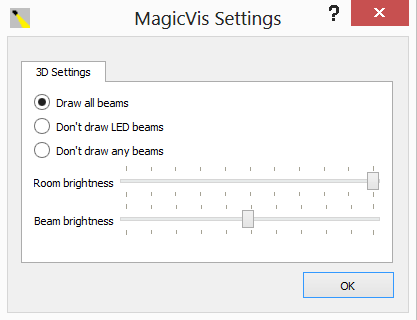 MagicVis Settings
?
3D Settings
Draw all beams
Don't draw LED beams
Don't draw any beams
Room brightness
Beam brightness
OK